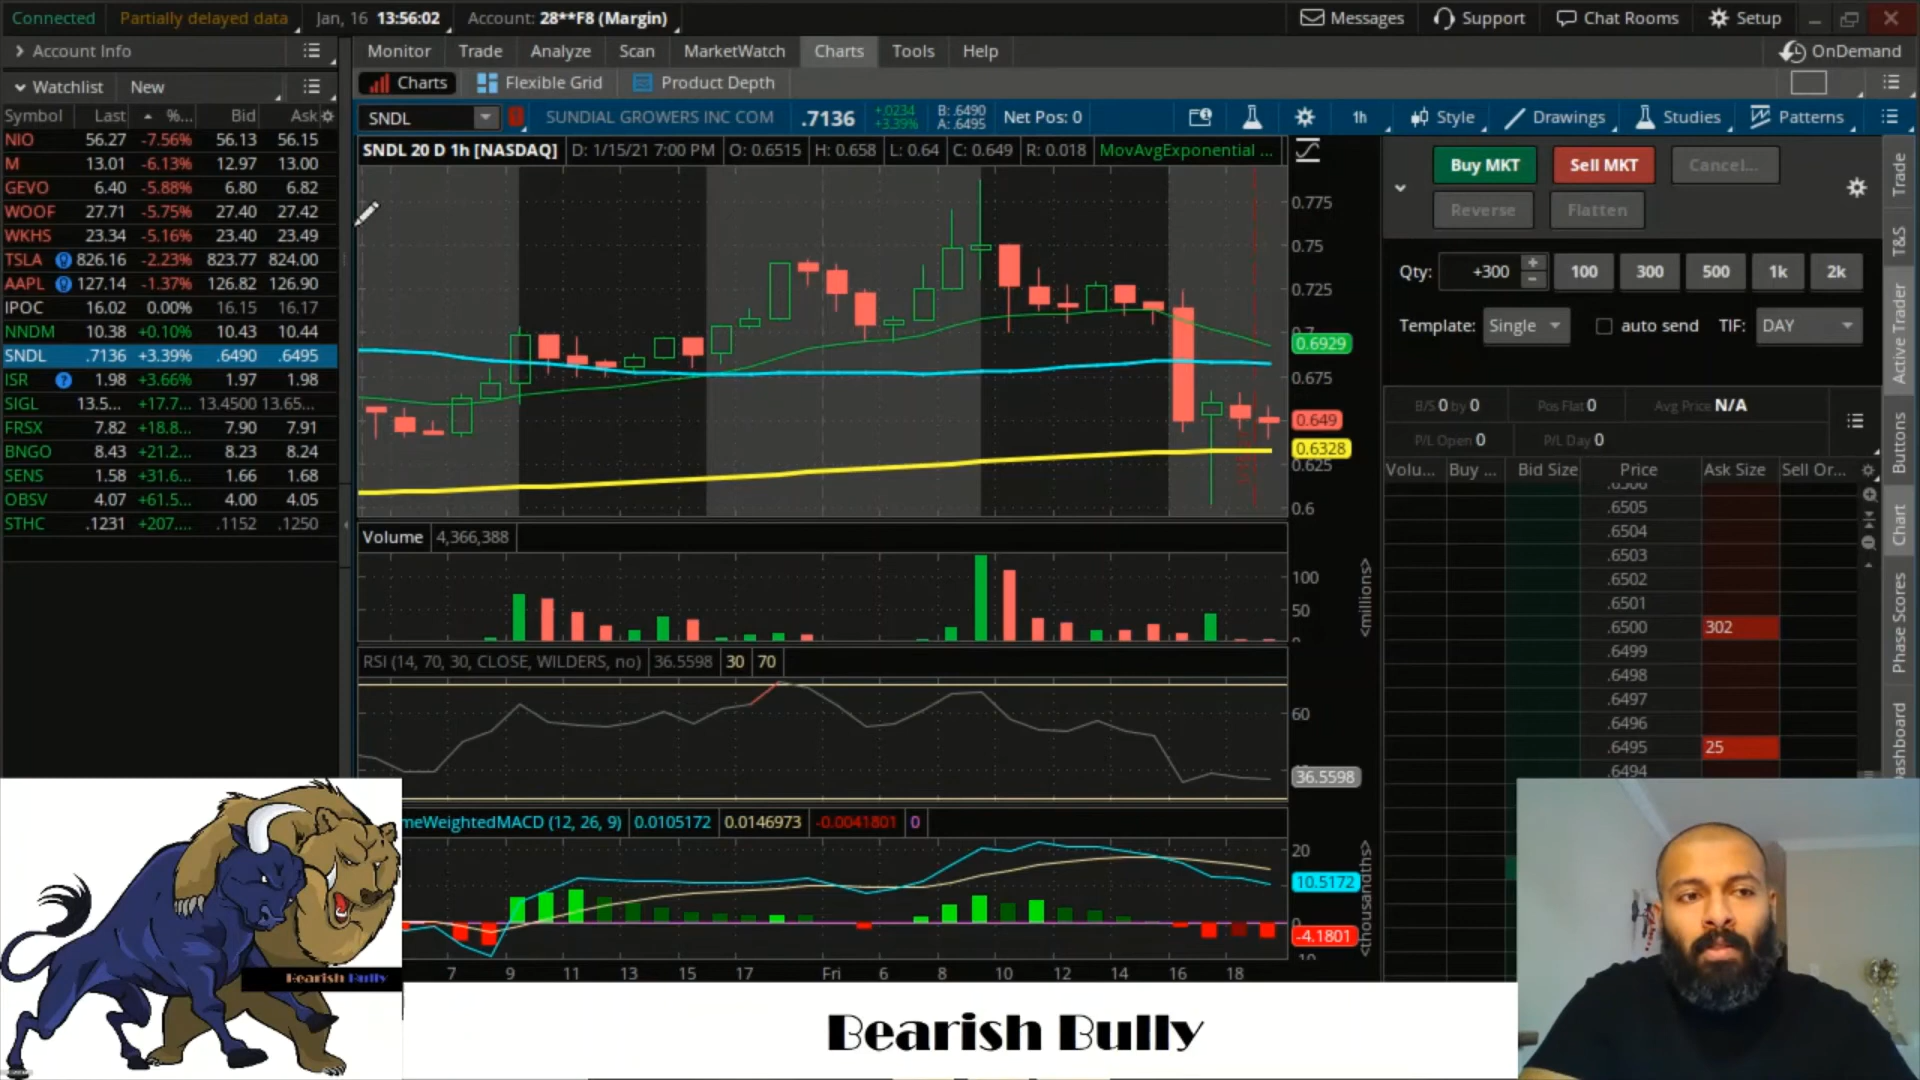 Connected Partially delayed data Jan, 16 13:56:02 Account: 28**F8 (Margin) Messages Support Chat Rooms Setup
Account Info Monitor Trade Analyze Scan MarketWatch Charts Tools Help OnDemand
Watchlist New Charts Flexible Grid Product Depth
SNDL SUNDIAL GROWERS INC COM .7136 +.0234 +3.39% B: .6490 A: .6495 Net Pos: 0 1h Style Drawings Studies Patterns
Symbol Last %... Bid Ask
NIO 56.27 -7.56% 56.13 56.15
M 13.01 -6.13% 12.97 13.00
GEVO 6.40 -5.88% 6.80 6.82
WOOF 27.71 -5.75% 27.40 27.42
WKHS 23.34 -5.16% 23.40 23.49
TSLA 826.16 -2.23% 823.77 824.00
AAPL 127.14 -1.37% 126.82 126.90
IPOC 16.02 0.00% 16.15 16.17
NNDM 10.38 +0.10% 10.43 10.44
SNDL .7136 +3.39% .6490 .6495
ISR 1.98 +3.66% 1.97 1.98
SIGL 13.5... +17.7... 13.4500 13.65...
FRSX 7.82 +18.8... 7.90 7.91
BNGO 8.43 +21.2... 8.23 8.24
SENS 1.58 +31.6... 1.66 1.68
OBSV 4.07 +61.5... 4.00 4.05
STHC .1231 +207.... .1152 .1250
SNDL 20 D 1h [NASDAQ] D: 1/15/21 7:00 PM O: 0.6515 H: 0.658 L: 0.64 C: 0.649 R: 0.018 MovAvgExponential ...
0.775
0.75
0.725
0.7
0.6929
0.675
0.649
0.6328
0.625
0.6
Volume 4,366,388
100
50
<millions>
RSI (14, 70, 30, CLOSE, WILDERS, no) 36.5598 30 70
60
36.5598
meWeightedMACD (12, 26, 9) 0.0105172 0.0146973 -0.0041801 0
20
10.5172
0
-4.1801
-10
<thousandths>
7 9 11 13 15 17 Fri 6 8 10 12 14 16 18
Buy MKT Sell MKT Cancel...
Reverse Flatten
Qty: +300 100 300 500 1k 2k
Template: Single auto send TIF: DAY
B/S 0 by 0 Pos Flat 0 Avg Price N/A
P/L Open 0 P/L Day 0
Volu... Buy ... Bid Size Price Ask Size Sell Or...
.6506
.6505
.6504
.6503
.6502
.6501
.6500 302
.6499
.6498
.6497
.6496
.6495 25
.6494
Trade
T&S
Active Trader
Buttons
Chart
Phase Scores
ashboard
Bearish Bully
Bearish Bully